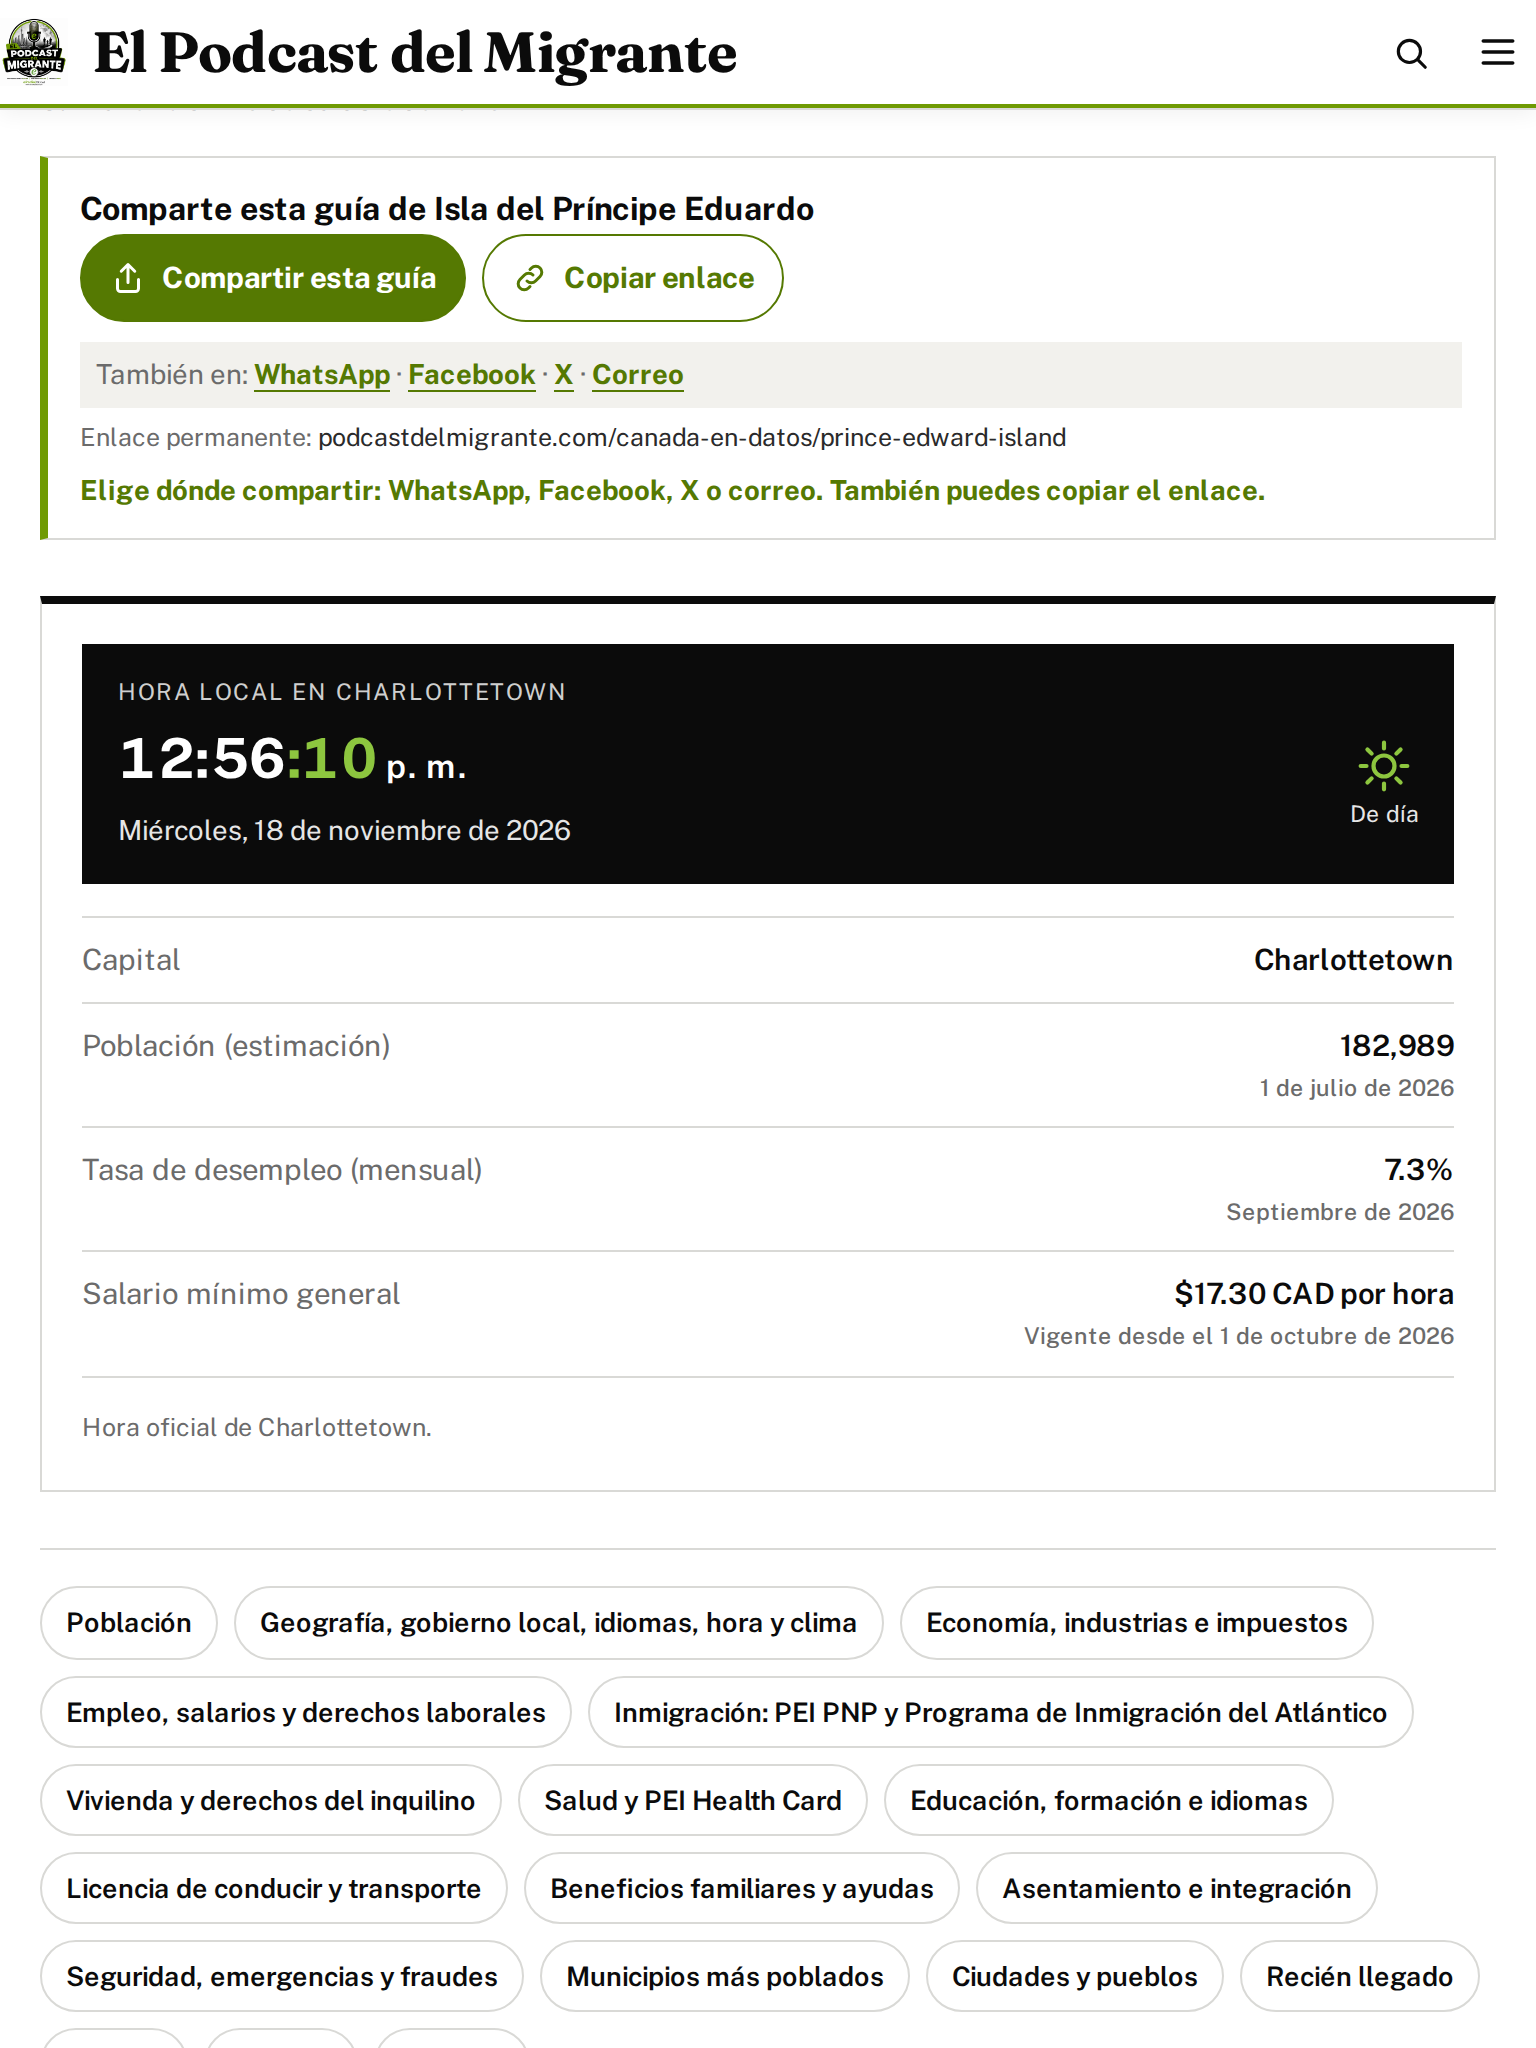 PODCAST
MIGRANTE
El Podcast del Migrante
Comparte esta guía de Isla del Príncipe Eduardo
Compartir esta guía
Copiar enlace
También en: WhatsApp · Facebook · X · Correo
Enlace permanente: podcastdelmigrante.com/canada-en-datos/prince-edward-island
Elige dónde compartir: WhatsApp, Facebook, X o correo. También puedes copiar el enlace.
HORA LOCAL EN CHARLOTTETOWN
12:56:10 p. m.
Miércoles, 18 de noviembre de 2026
De día
Capital
Charlottetown
Población (estimación)
182,989
1 de julio de 2026
Tasa de desempleo (mensual)
7.3%
Septiembre de 2026
Salario mínimo general
$17.30 CAD por hora
Vigente desde el 1 de octubre de 2026
Hora oficial de Charlottetown.
Población
Geografía, gobierno local, idiomas, hora y clima
Economía, industrias e impuestos
Empleo, salarios y derechos laborales
Inmigración: PEI PNP y Programa de Inmigración del Atlántico
Vivienda y derechos del inquilino
Salud y PEI Health Card
Educación, formación e idiomas
Licencia de conducir y transporte
Beneficios familiares y ayudas
Asentamiento e integración
Seguridad, emergencias y fraudes
Municipios más poblados
Ciudades y pueblos
Recién llegado